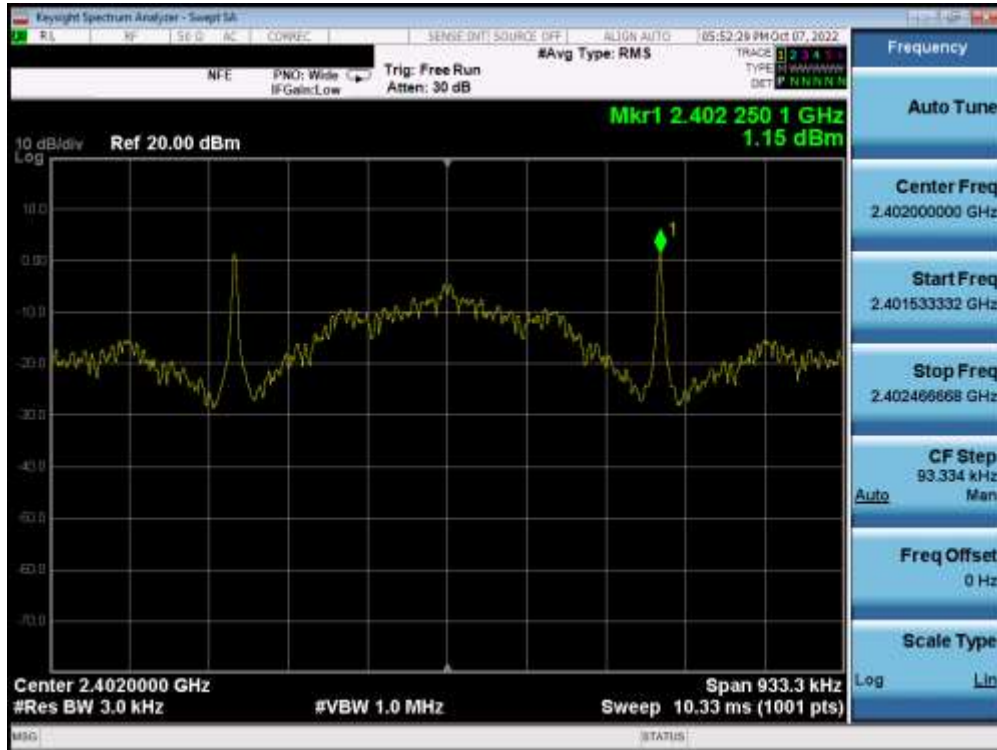 Keysight Spectrum Analyzer - Swept SA
RL RF 50 Ω AC CORREC SENSE:INT SOURCE OFF ALIGN AUTO 05:52:29 PM Oct 07, 2022
#Avg Type: RMS TRACE 1 2 3 4 5 6
NFE PNO: Wide Trig: Free Run TYPE
IFGain:Low Atten: 30 dB DET P N N N N N
Mkr1 2.402 250 1 GHz
1.15 dBm
10 dB/div Ref 20.00 dBm
Log
10.0
0.00
-10.0
-20.0
-30.0
-40.0
-50.0
-60.0
-70.0
1
Center 2.4020000 GHz Span 933.3 kHz
#Res BW 3.0 kHz #VBW 1.0 MHz Sweep 10.33 ms (1001 pts)
MSG STATUS
Frequency
Auto Tune
Center Freq
2.402000000 GHz
Start Freq
2.401533332 GHz
Stop Freq
2.402466668 GHz
CF Step
93.334 kHz
Auto Man
Freq Offset
0 Hz
Scale Type
Log Lin